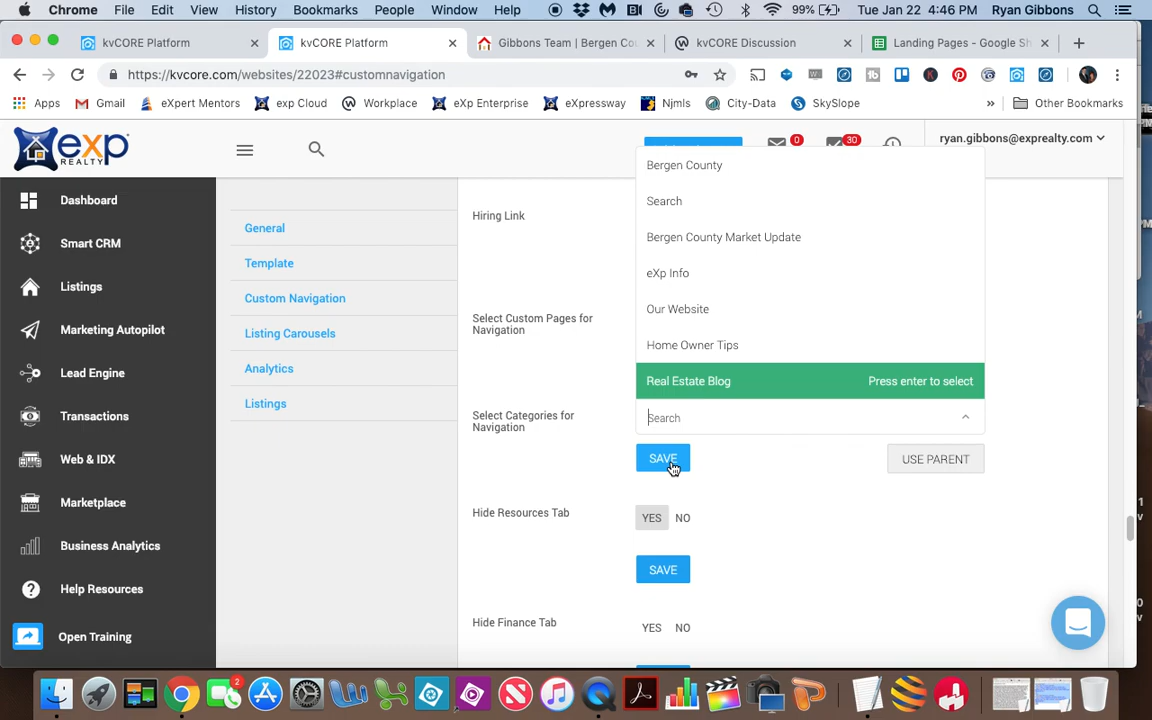 Chrome File Edit View History Bookmarks People Window Help 99% Tue Jan 22 4:46 PM Ryan Gibbons
kvCORE Platform kvCORE Platform Gibbons Team | Bergen Cou kvCORE Discussion Landing Pages - Google Sh
https://kvcore.com/websites/22023#customnavigation
Apps Gmail eXpert Mentors exp Cloud Workplace eXp Enterprise eXpressway Njmls City-Data SkySlope » Other Bookmarks
exp REALTY 0 30 ryan.gibbons@exprealty.com
Dashboard
Smart CRM
Listings
Marketing Autopilot
Lead Engine
Transactions
Web & IDX
Marketplace
Business Analytics
Help Resources
Open Training
General
Template
Custom Navigation
Listing Carousels
Analytics
Listings
Hiring Link
Select Custom Pages for
Navigation
Select Categories for
Navigation
Bergen County
Search
Bergen County Market Update
eXp Info
Our Website
Home Owner Tips
Real Estate Blog Press enter to select
Search
SAVE USE PARENT
Hide Resources Tab YES NO
SAVE
Hide Finance Tab YES NO
2